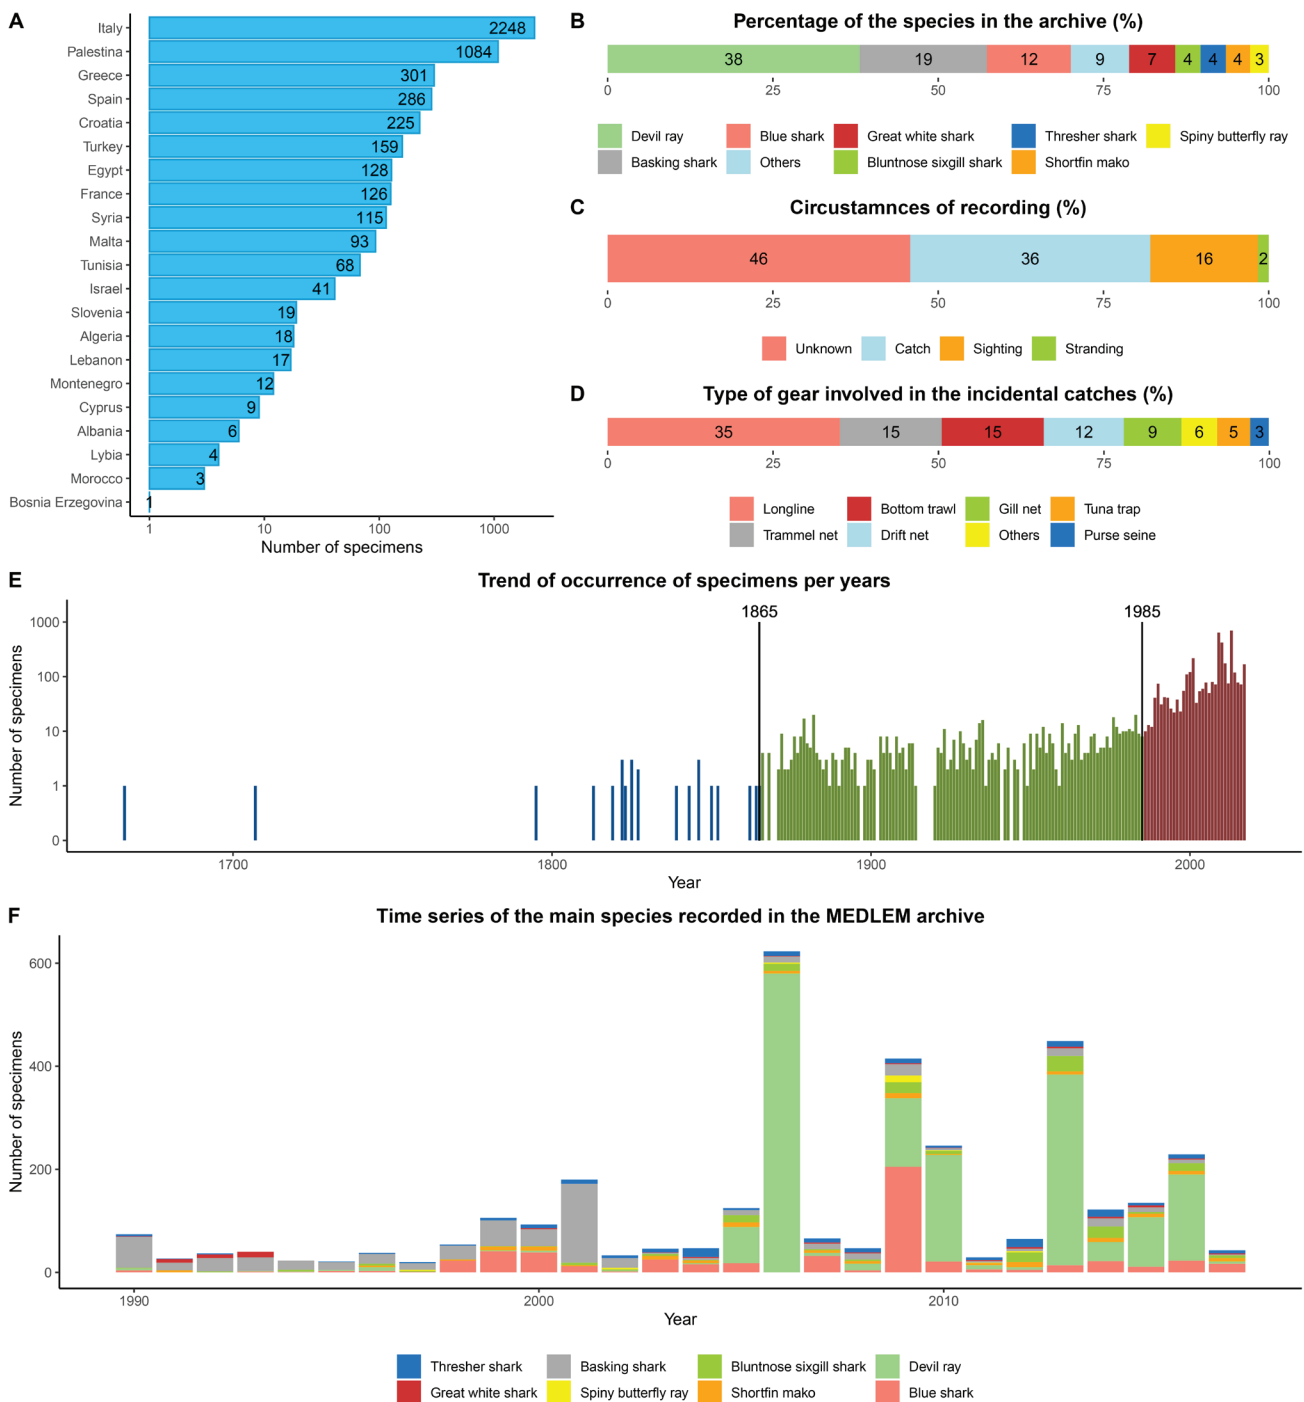 A
Italy 2248
Palestina 1084
Greece 301
Spain 286
Croatia 225
Turkey 159
Egypt 128
France 126
Syria 115
Malta 93
Tunisia 68
Israel 41
Slovenia 19
Algeria 18
Lebanon 17
Montenegro 12
Cyprus 9
Albania 6
Lybia 4
Morocco 3
Bosnia Erzegovina 1
1 10 100 1000
Number of specimens
B Percentage of the species in the archive (%)
38 19 12 9 7 4 4 4 3
0 25 50 75 100
Devil ray Blue shark Great white shark Thresher shark Spiny butterfly ray
Basking shark Others Bluntnose sixgill shark Shortfin mako
C Circustamnces of recording (%)
46 36 16 2
0 25 50 75 100
Unknown Catch Sighting Stranding
D Type of gear involved in the incidental catches (%)
35 15 15 12 9 6 5 3
0 25 50 75 100
Longline Bottom trawl Gill net Tuna trap
Trammel net Drift net Others Purse seine
E Trend of occurrence of specimens per years
1865 1985
1000
100
10
1
0
Number of specimens
1700 1800 1900 2000
Year
F Time series of the main species recorded in the MEDLEM archive
600
400
200
0
Number of specimens
1990 2000 2010
Year
Thresher shark Basking shark Bluntnose sixgill shark Devil ray
Great white shark Spiny butterfly ray Shortfin mako Blue shark